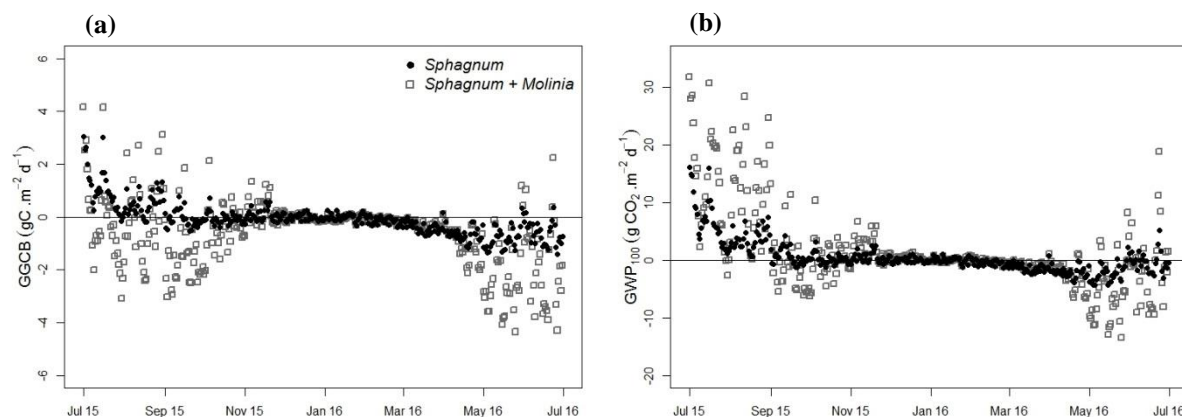 (a)
(b)
GGCB (gC .m⁻² d⁻¹)
6
4
2
0
-2
-4
-6
Sphagnum
Sphagnum + Molinia
Jul 15 Sep 15 Nov 15 Jan 16 Mar 16 May 16 Jul 16
GWP₁₀₀ (g CO₂ .m⁻² d⁻¹)
30
20
10
0
-10
-20
Jul 15 Sep 15 Nov 15 Jan 16 Mar 16 May 16 Jul 16